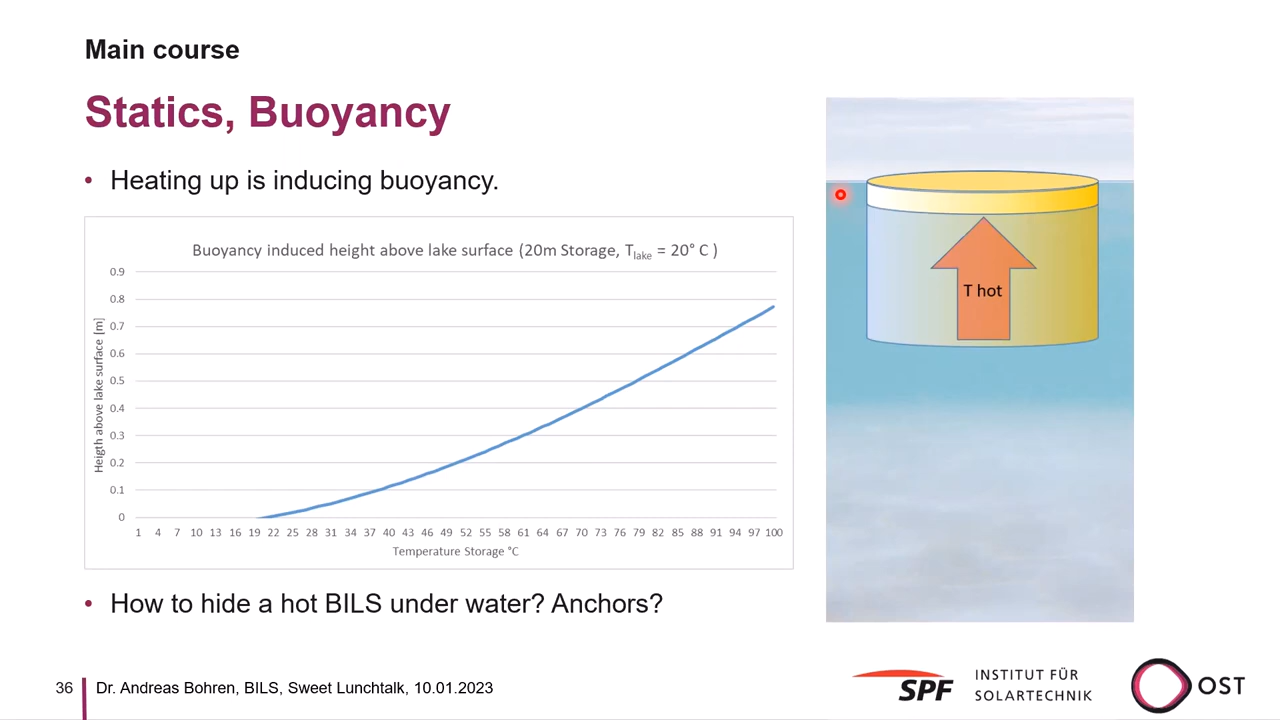 Main course
Statics, Buoyancy
• Heating up is inducing buoyancy.
Buoyancy induced height above lake surface (20m Storage, Tlake = 20° C )
Heigth above lake surface [m]
0.9
0.8
0.7
0.6
0.5
0.4
0.3
0.2
0.1
0
1 4 7 10 13 16 19 22 25 28 31 34 37 40 43 46 49 52 55 58 61 64 67 70 73 76 79 82 85 88 91 94 97 100
Temperature Storage °C
T hot
• How to hide a hot BILS under water? Anchors?
36 Dr. Andreas Bohren, BILS, Sweet Lunchtalk, 10.01.2023
SPF
INSTITUT FÜR
SOLARTECHNIK
OST